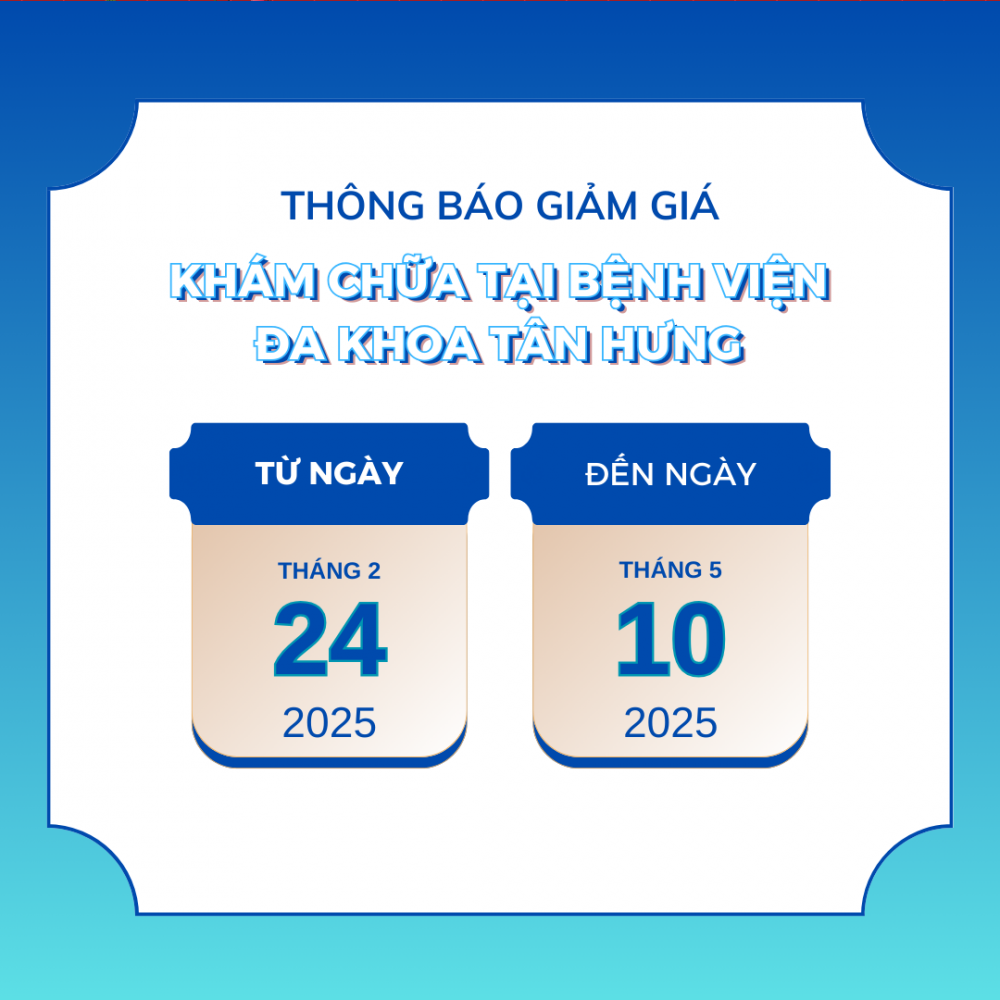 THÔNG BÁO GIẢM GIÁ
KHÁM CHỮA TẠI BỆNH VIỆN
ĐA KHOA TÂN HƯNG
TỪ NGÀY
THÁNG 2
24
2025
ĐẾN NGÀY
THÁNG 5
10
2025